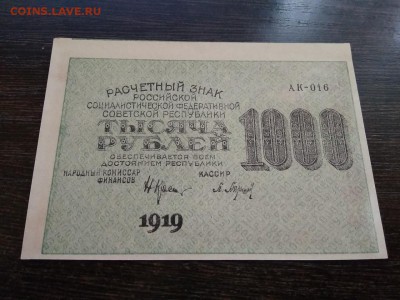 COINS.LAVE.RU
РАСЧЕТНЫЙ ЗНАК
РОССИЙСКОЙ
СОЦИАЛИСТИЧЕСКОЙ ФЕДЕРАТИВНОЙ
СОВЕТСКОЙ РЕСПУБЛИКИ
АК-016
ТЫСЯЧА
РУБЛЕЙ
1000
ОБЕСПЕЧИВАЕТСЯ ВСЕМ
ДОСТОЯНИЕМ РЕСПУБЛИКИ
НАРОДНЫЙ КОМИССАР
ФИНАНСОВ
КАССИР
1919